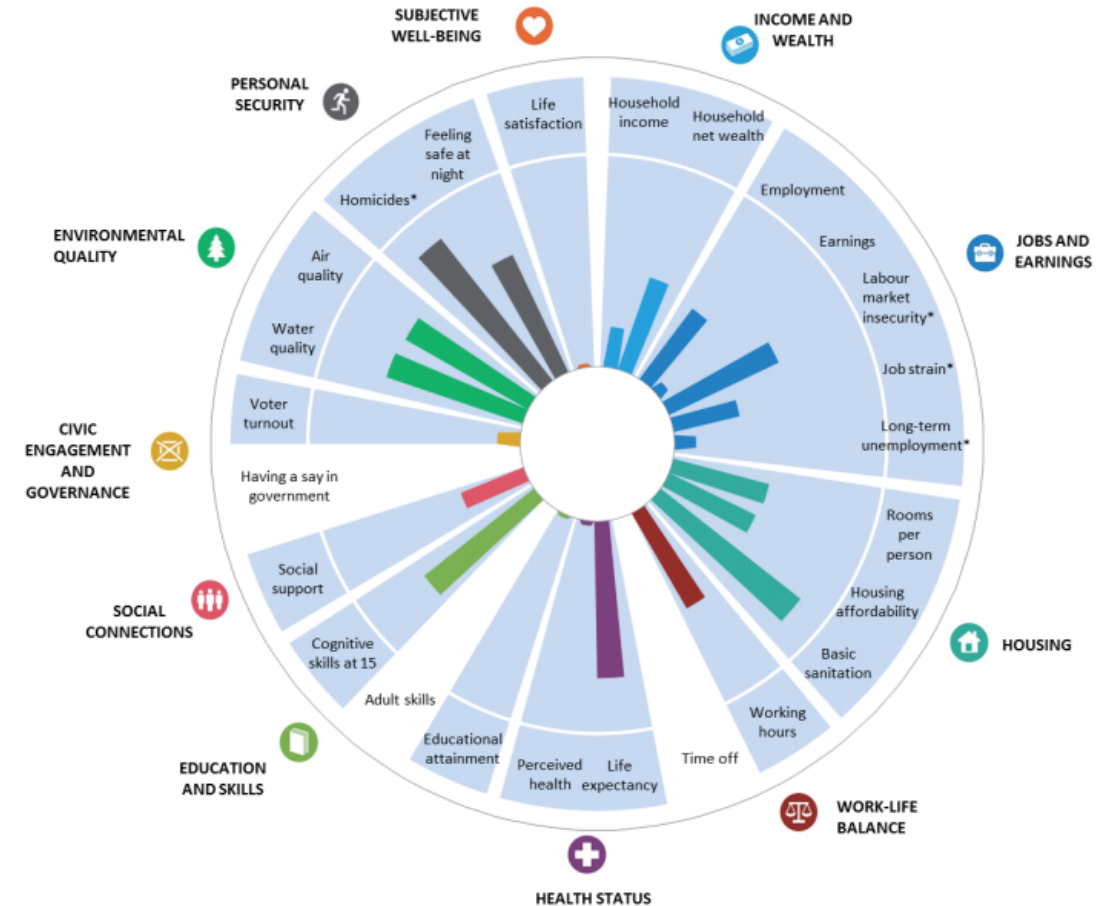 SUBJECTIVE
WELL-BEING
INCOME AND
WEALTH
PERSONAL
SECURITY
Life
satisfaction
Household
income
Household
net wealth
Feeling
safe at
night
Homicides*
Employment
ENVIRONMENTAL
QUALITY
Air
quality
Earnings
JOBS AND
EARNINGS
Labour
market
insecurity*
Water
quality
Job strain*
Voter
turnout
Long-term
unemployment*
CIVIC
ENGAGEMENT
AND
GOVERNANCE
Having a say in
government
Rooms
per
person
Social
support
Housing
affordability
SOCIAL
CONNECTIONS
Cognitive
skills at 15
Basic
sanitation
HOUSING
Adult skills
Working
hours
Educational
attainment
Perceived
health
Life
expectancy
Time off
EDUCATION
AND SKILLS
WORK-LIFE
BALANCE
HEALTH STATUS